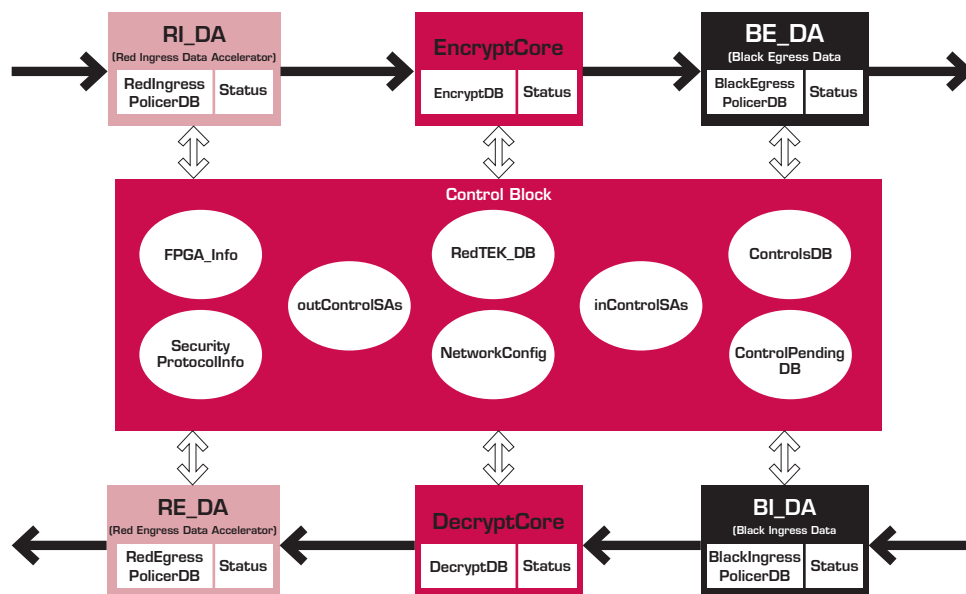 RI_DA
(Red Ingress Data Accelerator)
RedIngress
PolicerDB
Status
EncryptCore
EncryptDB
Status
BE_DA
(Black Egress Data
BlackEgress
PolicerDB
Status
Control Block
FPGA_Info
RedTEK_DB
ControlsDB
outControlSAs
inControlSAs
Security
ProtocolInfo
NetworkConfig
ControlPending
DB
RE_DA
(Red Engress Data Accelerator)
RedEgress
PolicerDB
Status
DecryptCore
DecryptDB
Status
BI_DA
(Black Ingress Data
BlackIngress
PolicerDB
Status